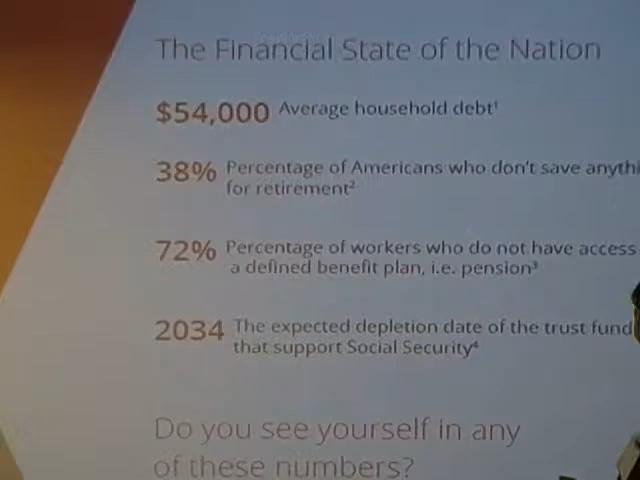 The Financial State of the Nation
$54,000 Average household debt¹
38% Percentage of Americans who don't save anythi
for retirement²
72% Percentage of workers who do not have access
a defined benefit plan, i.e. pension³
2034 The expected depletion date of the trust fund
that support Social Security⁴
Do you see yourself in any
of these numbers?